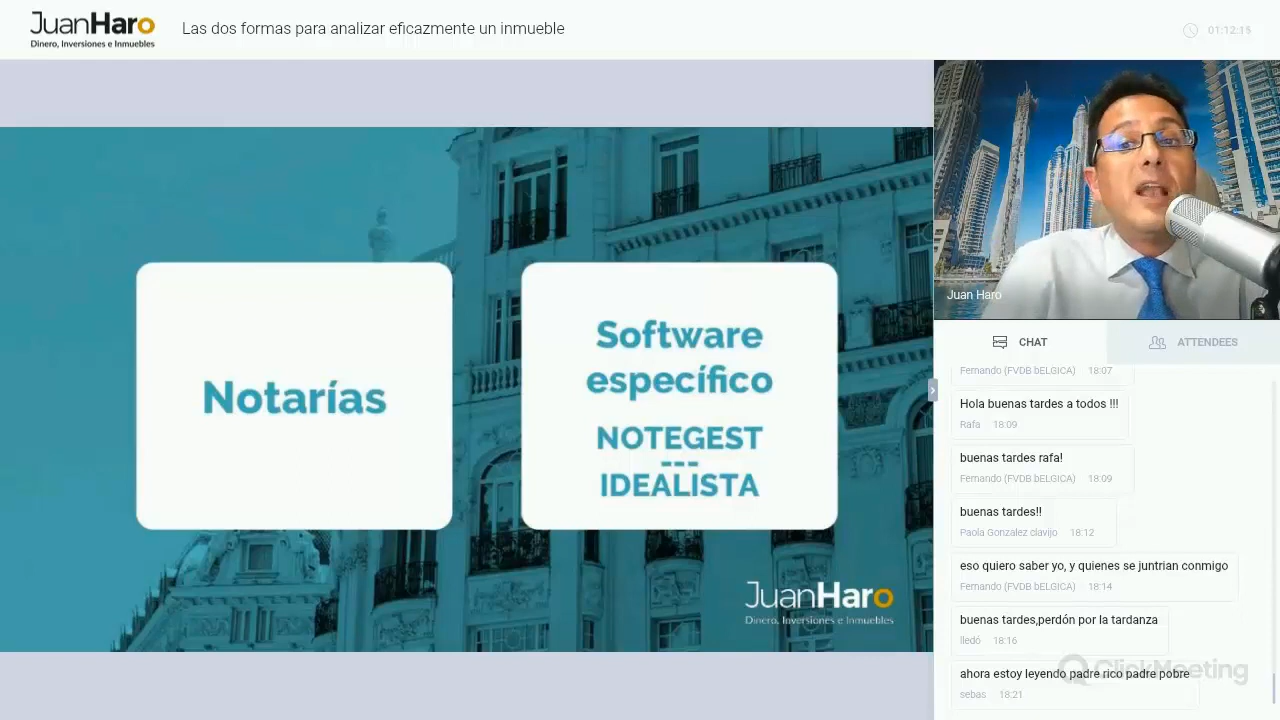 JuanHaro
Dinero, Inversiones e Inmuebles
Las dos formas para analizar eficazmente un inmueble
01:12:15
Notarías
Software
específico
NOTEGEST
---
IDEALISTA
JuanHaro
Dinero, Inversiones e Inmuebles
Juan Haro
CHAT
ATTENDEES
Fernando (FVDB bELGICA) 18:07
Hola buenas tardes a todos !!!
Rafa 18:09
buenas tardes rafa!
Fernando (FVDB bELGICA) 18:09
buenas tardes!!
Paola Gonzalez clavijo 18:12
eso quiero saber yo, y quienes se juntrian conmigo
Fernando (FVDB bELGICA) 18:14
buenas tardes,perdón por la tardanza
lledó 18:16
ahora estoy leyendo padre rico padre pobre
sebas 18:21
ClickMeeting